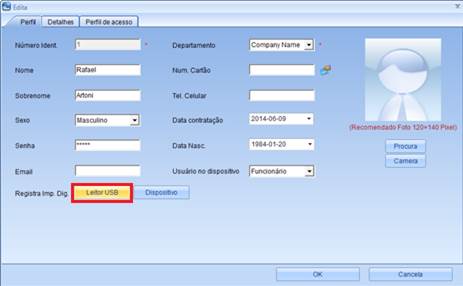 Edita
Perfil Detalhes Perfil de acesso
Número Ident. 1 * Departamento Company Name *
Nome Rafael Num. Cartão
Sobrenome Artoni Tel. Celular
(Recomendado Foto 120×140 Pixel)
Sexo Masculino Data contratação 2014-06-09
Senha ***** Data Nasc. 1984-01-20 Procura
Camera
Email Usuário no dispositivo Funcionário
Registra Imp. Dig. Leitor USB Dispositivo
OK Cancela